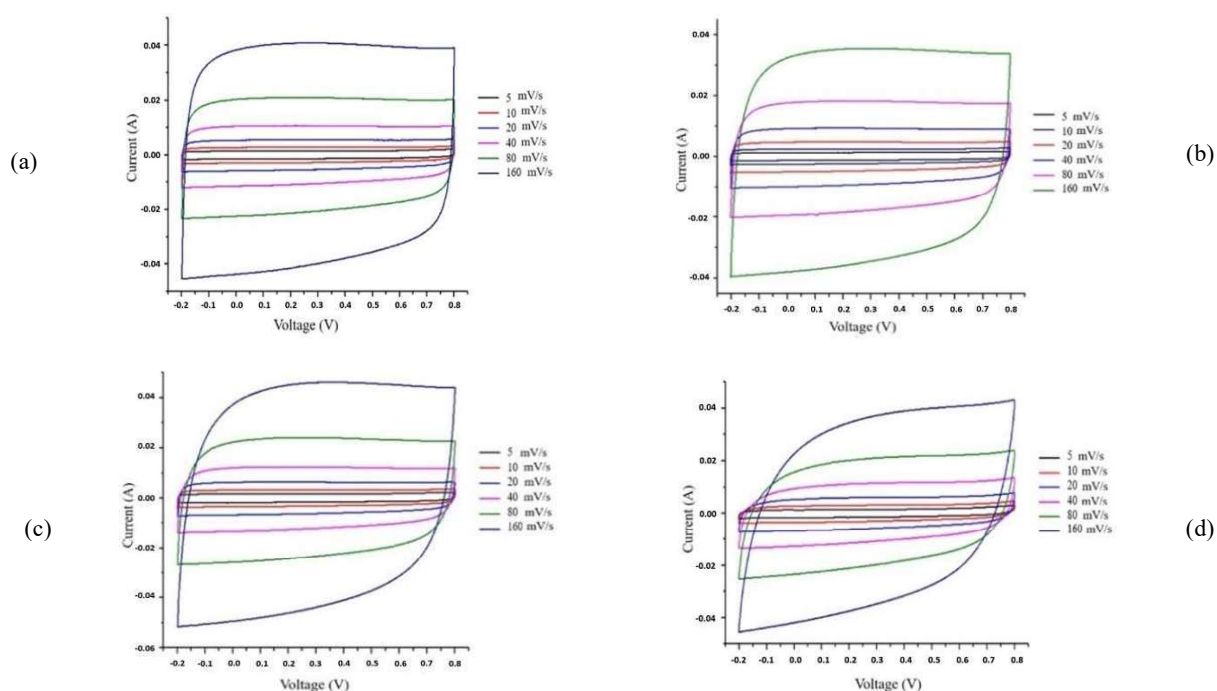 (a)
Current (A)
0.04
0.02
0.00
-0.02
-0.04
-0.2 -0.1 0.0 0.1 0.2 0.3 0.4 0.5 0.6 0.7 0.8
Voltage (V)
5 mV/s
10 mV/s
20 mV/s
40 mV/s
80 mV/s
160 mV/s
(b)
Current (A)
0.04
0.02
0.00
-0.02
-0.04
-0.2 -0.1 0.0 0.1 0.2 0.3 0.4 0.5 0.6 0.7 0.8
Voltage (V)
5 mV/s
10 mV/s
20 mV/s
40 mV/s
80 mV/s
160 mV/s
(c)
Current (A)
0.04
0.02
0.00
-0.02
-0.04
-0.06
-0.2 -0.1 0.0 0.1 0.2 0.3 0.4 0.5 0.6 0.7 0.8
Voltage (V)
5 mV/s
10 mV/s
20 mV/s
40 mV/s
80 mV/s
160 mV/s
(d)
Current (A)
0.04
0.02
0.00
-0.02
-0.04
-0.2 -0.1 0.0 0.1 0.2 0.3 0.4 0.5 0.6 0.7 0.8
Voltage (V)
5 mV/s
10 mV/s
20 mV/s
40 mV/s
80 mV/s
160 mV/s